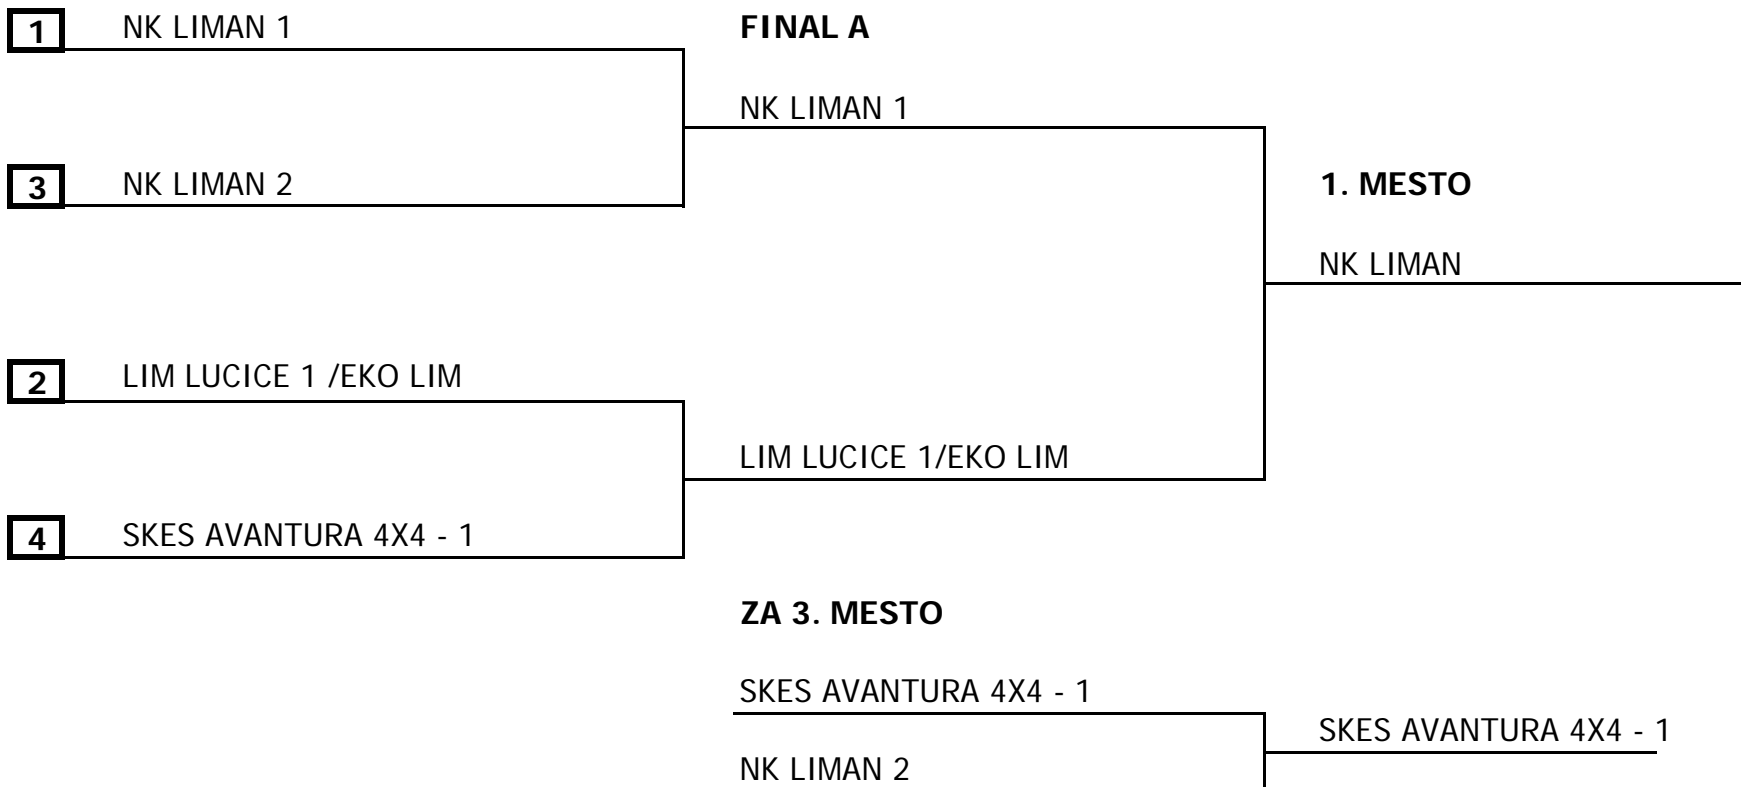 1 NK LIMAN 1 FINAL A
NK LIMAN 1
3 NK LIMAN 2 1. MESTO
NK LIMAN
2 LIM LUCICE 1 /EKO LIM
LIM LUCICE 1/EKO LIM
4 SKES AVANTURA 4X4 - 1
ZA 3. MESTO
SKES AVANTURA 4X4 - 1
SKES AVANTURA 4X4 - 1
NK LIMAN 2